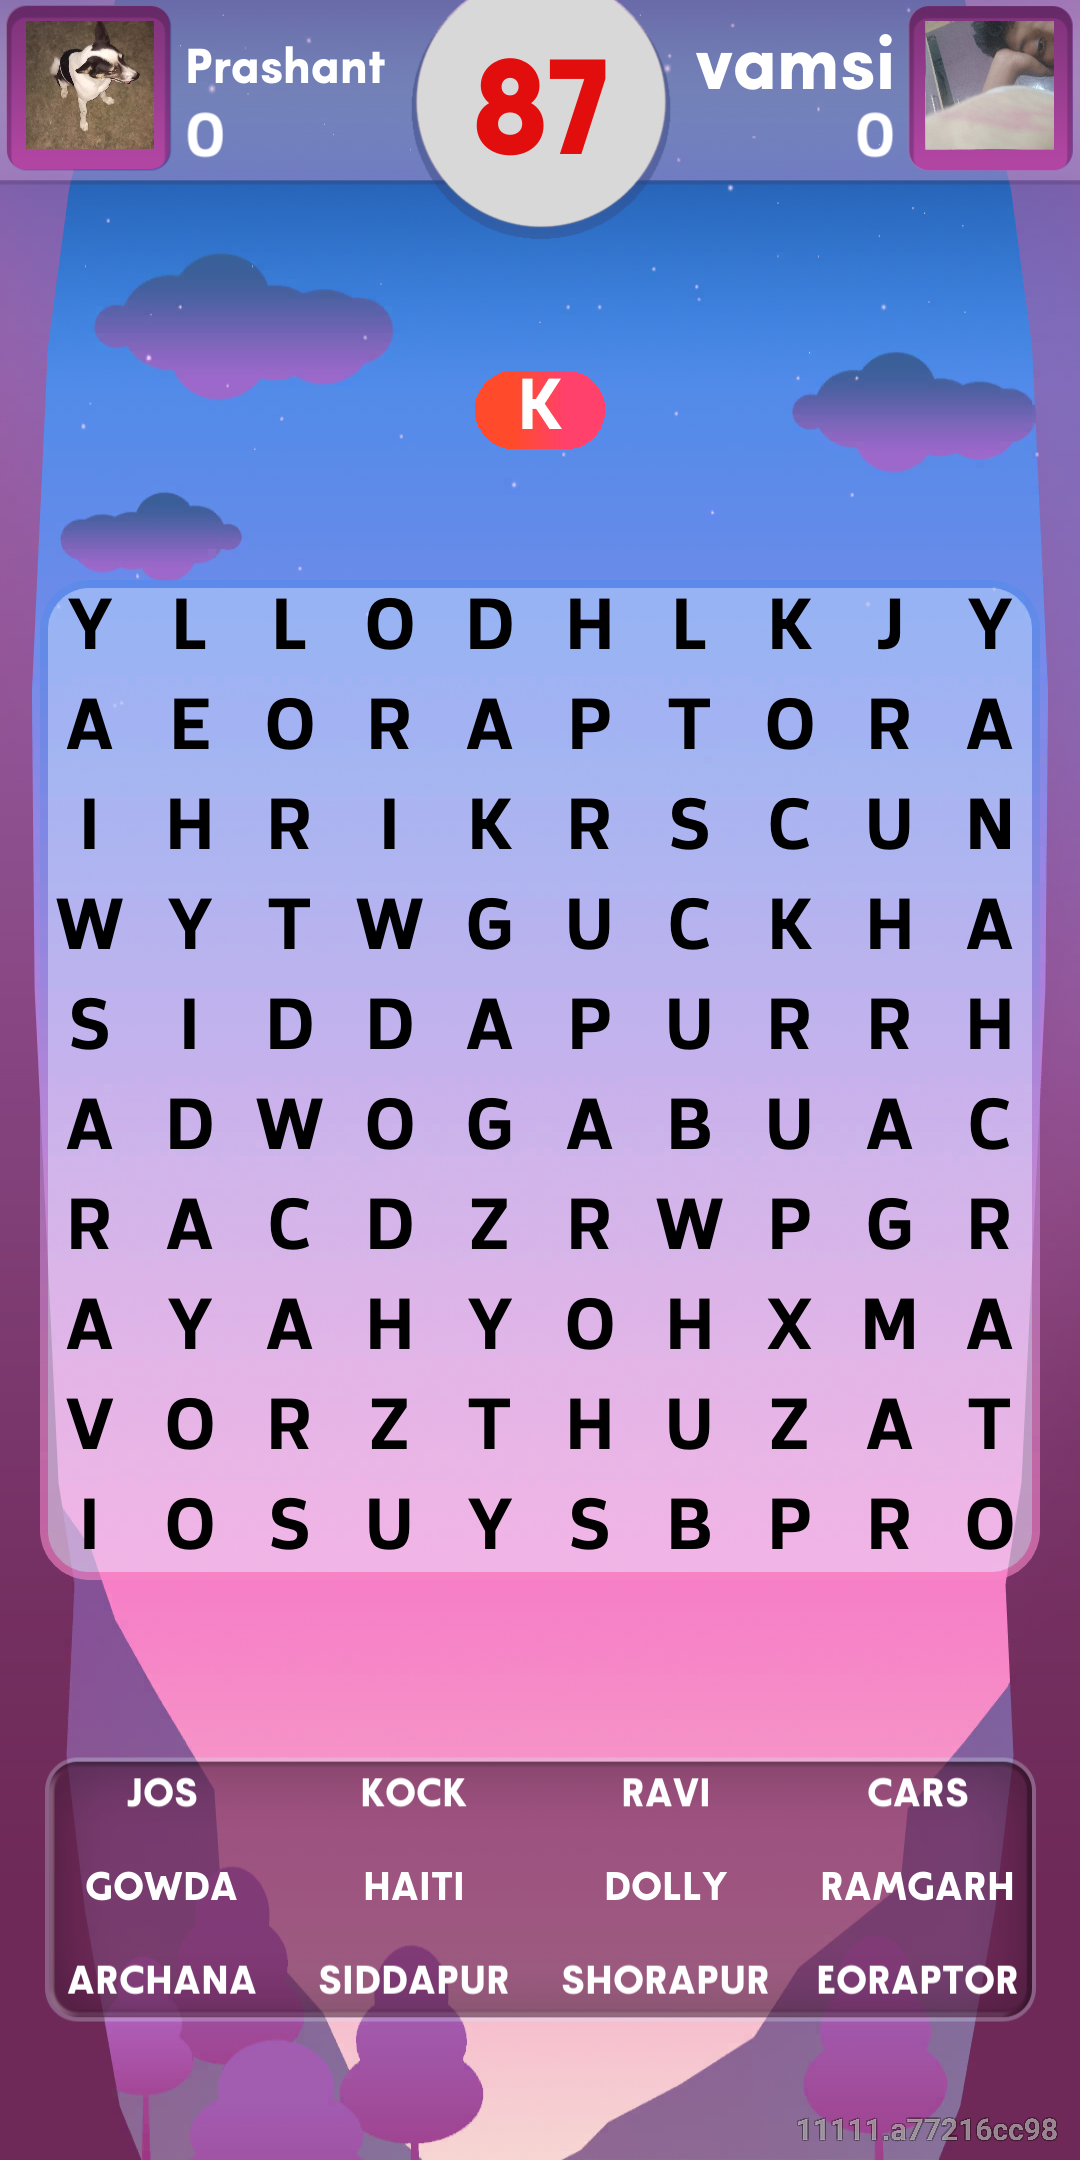 Prashant
0
87
vamsi
0
K
Y L L O D H L K J Y
A E O R A P T O R A
I H R I K R S C U N
W Y T W G U C K H A
S I D D A P U R R H
A D W O G A B U A C
R A C D Z R W P G R
A Y A H Y O H X M A
V O R Z T H U Z A T
I O S U Y S B P R O
JOS KOCK RAVI CARS
GOWDA HAITI DOLLY RAMGARH
ARCHANA SIDDAPUR SHORAPUR EORAPTOR
11111.a77216cc98